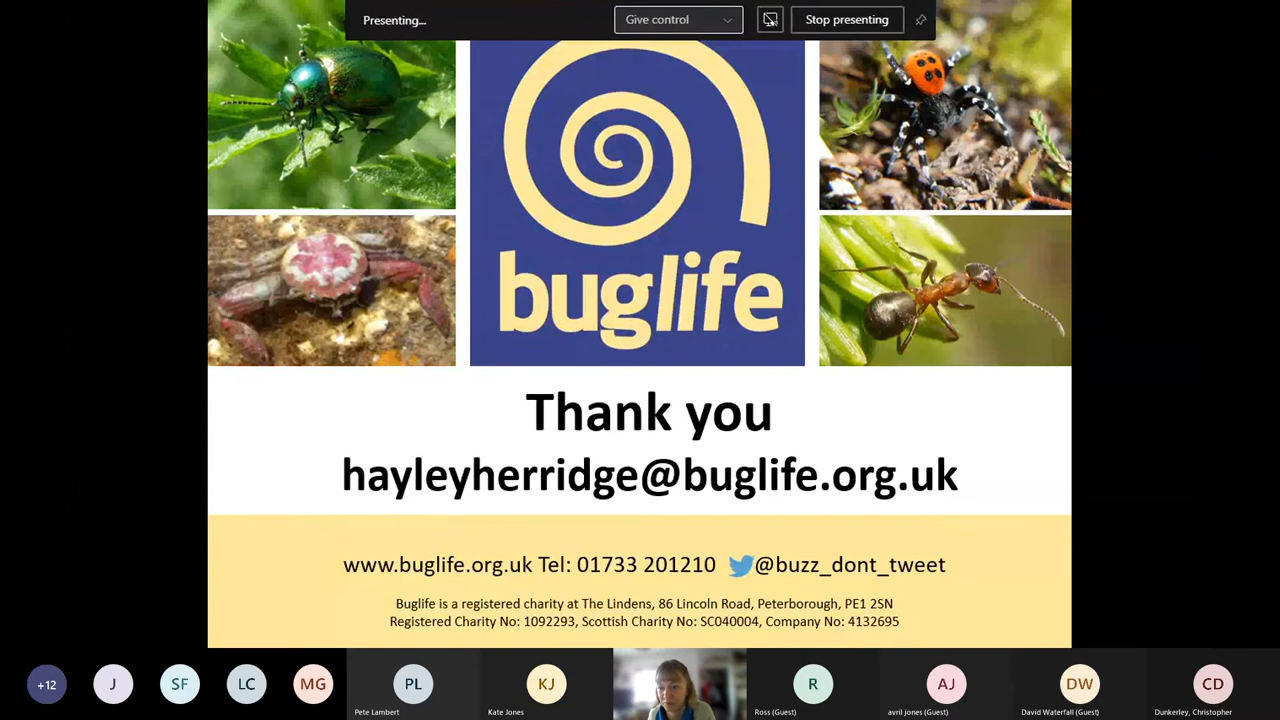 Presenting...
Give control
Stop presenting
buglife
Thank you
hayleyherridge@buglife.org.uk
www.buglife.org.uk Tel: 01733 201210 @buzz_dont_tweet
Buglife is a registered charity at The Lindens, 86 Lincoln Road, Peterborough, PE1 2SN
Registered Charity No: 1092293, Scottish Charity No: SC040004, Company No: 4132695
+12
J
SF
LC
MG
PL
KJ
R
AJ
DW
CD
Pete Lambert
Kate Jones
Ross (Guest)
avril jones (Guest)
David Waterfall (Guest)
Dunkerley, Christopher